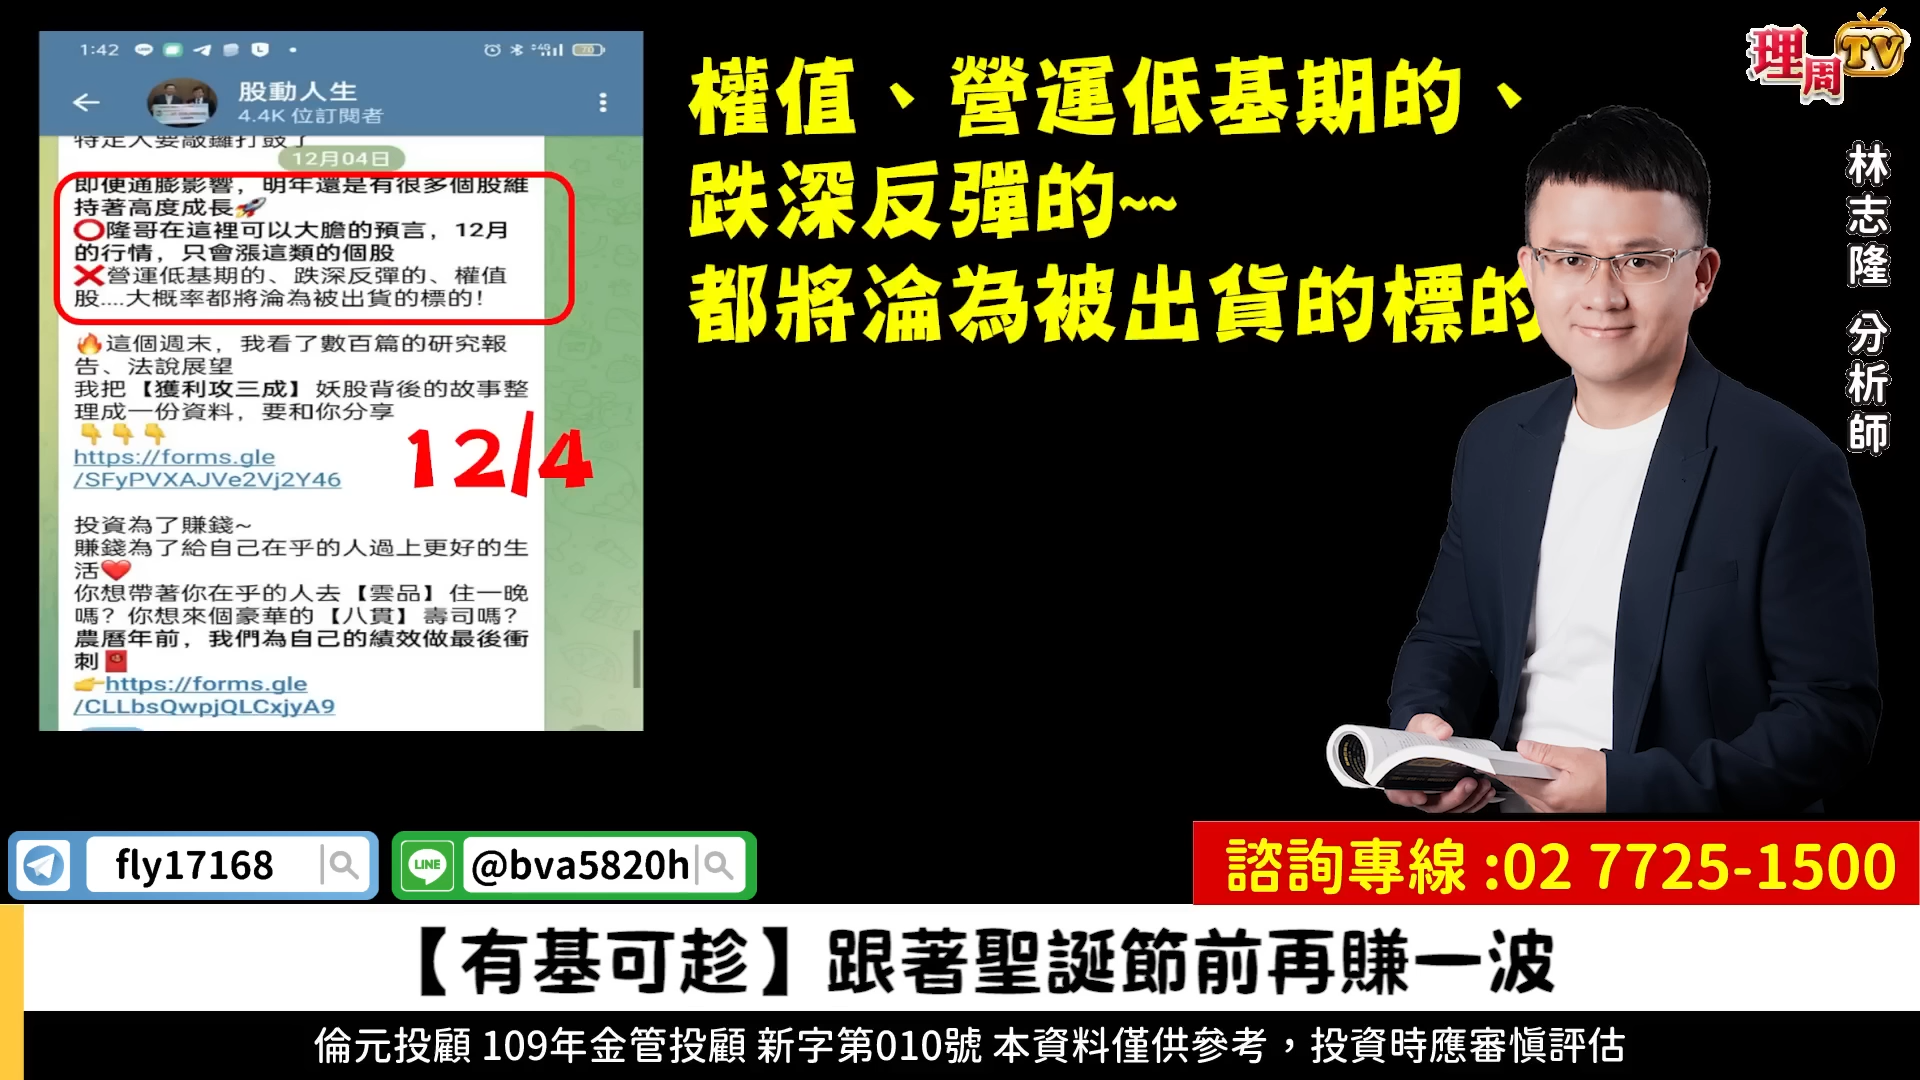 1:42
股動人生
4.4K 位訂閱者
特定人要敲鑼打鼓了
12月04日
即便通膨影響，明年還是有很多個股維
持著高度成長🚀
⭕隆哥在這裡可以大膽的預言，12月
的行情，只會漲這類的個股
❌營運低基期的、跌深反彈的、權值
股....大概率都將淪為被出貨的標的！
🔥這個週末，我看了數百篇的研究報
告、法說展望
我把【獲利攻三成】妖股背後的故事整
理成一份資料，要和你分享
👇👇👇
https://forms.gle
/SFyPVXAJVe2Vj2Y46
12/4
投資為了賺錢~
賺錢為了給自己在乎的人過上更好的生
活❤️
你想帶著你在乎的人去【雲品】住一晚
嗎？你想來個豪華的【八貫】壽司嗎？
農曆年前，我們為自己的績效做最後衝
刺🧧
👉https://forms.gle
/CLLbsQwpjQLCxjyA9
權值、營運低基期的、
跌深反彈的~~
都將淪為被出貨的標的
理周TV
林志隆 分析師
fly17168
LINE @bva5820h
諮詢專線 :02 7725-1500
【有基可趁】跟著聖誕節前再賺一波
倫元投顧 109年金管投顧 新字第010號 本資料僅供參考，投資時應審慎評估